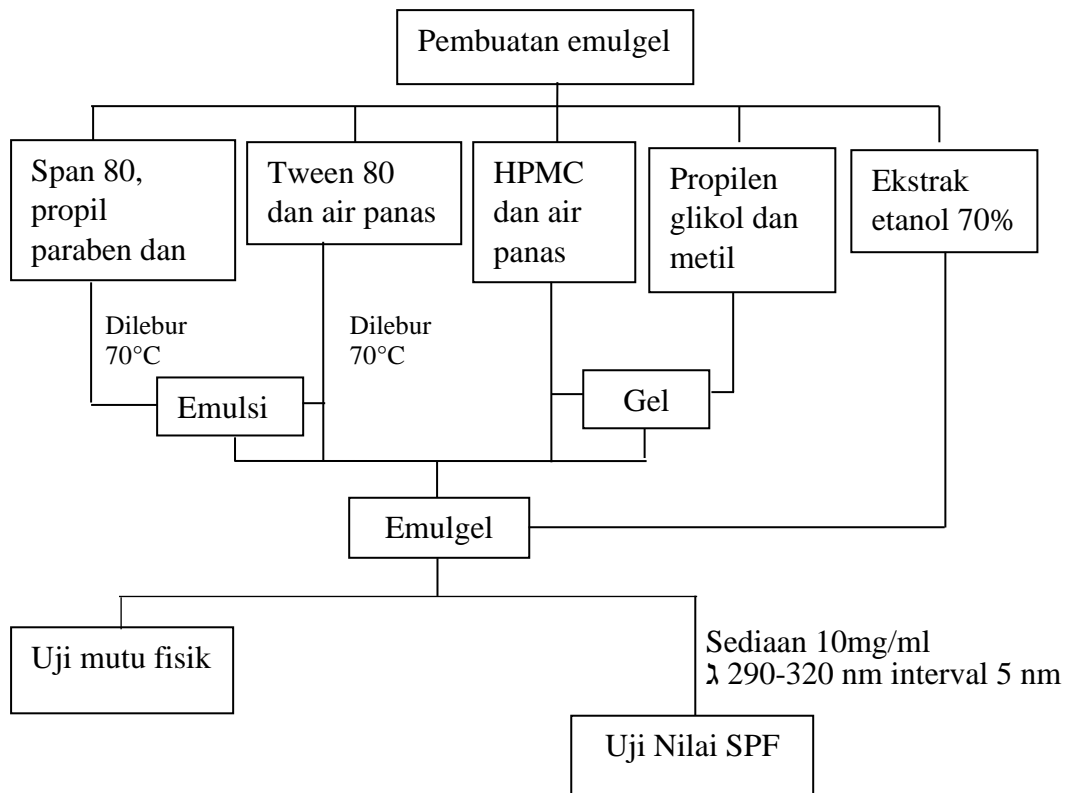 Pembuatan emulgel
Span 80,
propil
paraben dan
Tween 80
dan air panas
HPMC
dan air
panas
Propilen
glikol dan
metil
Ekstrak
etanol 70%
Dilebur
70°C
Dilebur
70°C
Emulsi
Gel
Emulgel
Uji mutu fisik
Sediaan 10mg/ml
ג 290-320 nm interval 5 nm
Uji Nilai SPF